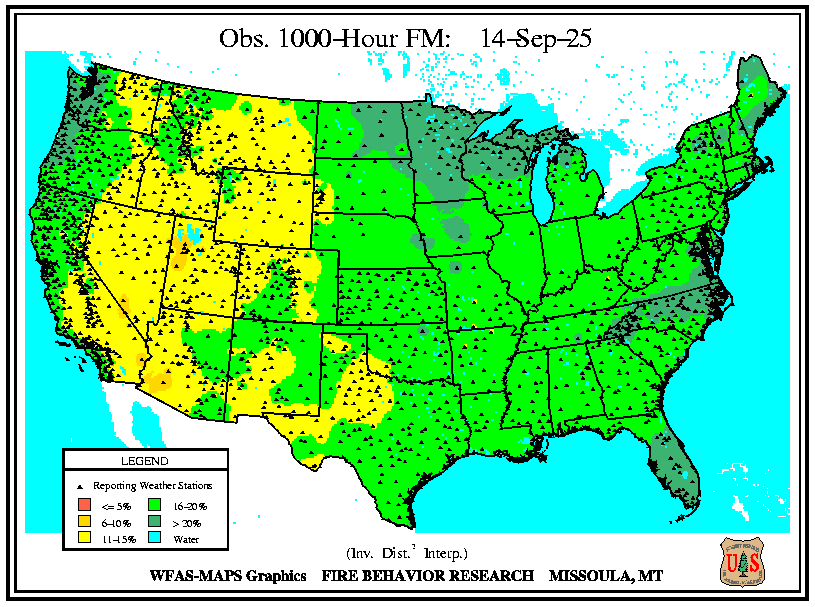 Obs. 1000-Hour FM: 14-Sep-25
LEGEND
Reporting Weather Stations
<= 5% 16-20%
6-10% > 20%
11-15% Water
(Inv. Dist.² Interp.)
WFAS-MAPS Graphics FIRE BEHAVIOR RESEARCH MISSOULA, MT
U S